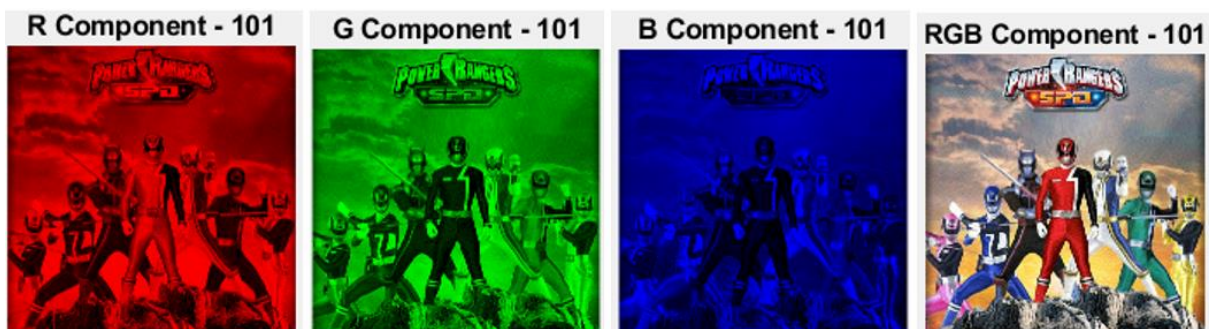 R Component - 101
G Component - 101
B Component - 101
RGB Component - 101
POWER RANGERS
SPD
POWER RANGERS
SPD
POWER RANGERS
SPD
POWER RANGERS
SPD